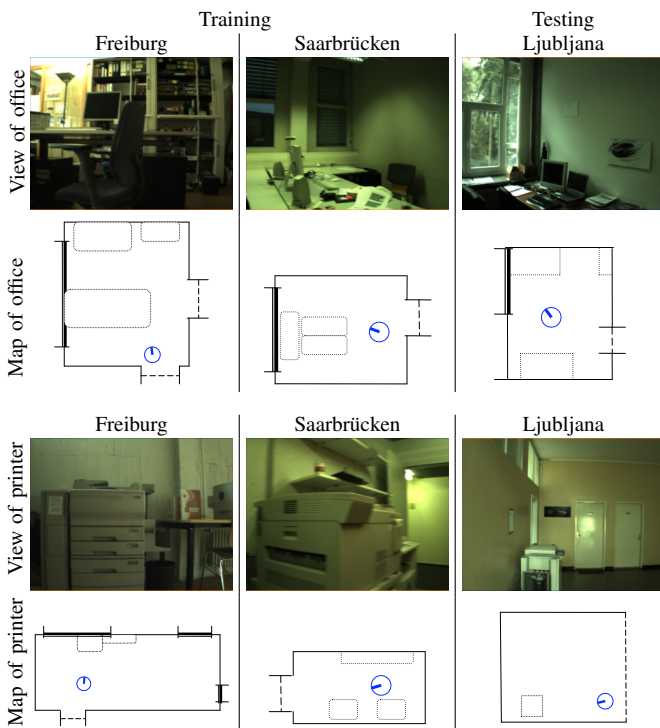 Training Testing
Freiburg Saarbrücken Ljubljana
View of office
Map of office
Freiburg Saarbrücken Ljubljana
View of printer
Map of printer